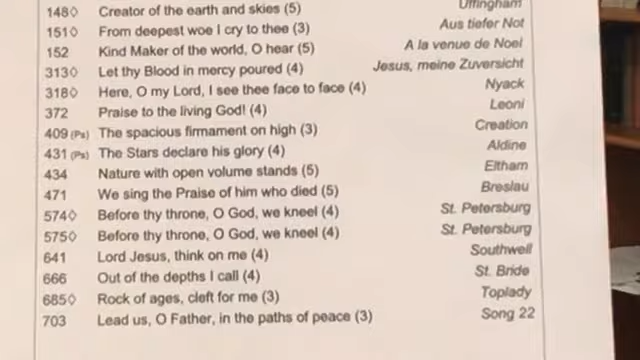 148◊ Creator of the earth and skies (5) Uffingham
151◊ From deepest woe I cry to thee (3) Aus tiefer Not
152 Kind Maker of the world, O hear (5) A la venue de Noel
313◊ Let thy Blood in mercy poured (4) Jesus, meine Zuversicht
318◊ Here, O my Lord, I see thee face to face (4) Nyack
372 Praise to the living God! (4) Leoni
409 (Ps) The spacious firmament on high (3) Creation
431 (Ps) The Stars declare his glory (4) Aldine
434 Nature with open volume stands (5) Eltham
471 We sing the Praise of him who died (5) Breslau
574◊ Before thy throne, O God, we kneel (4) St. Petersburg
575◊ Before thy throne, O God, we kneel (4) St. Petersburg
641 Lord Jesus, think on me (4) Southwell
666 Out of the depths I call (4) St. Bride
685◊ Rock of ages, cleft for me (3) Toplady
703 Lead us, O Father, in the paths of peace (3) Song 22